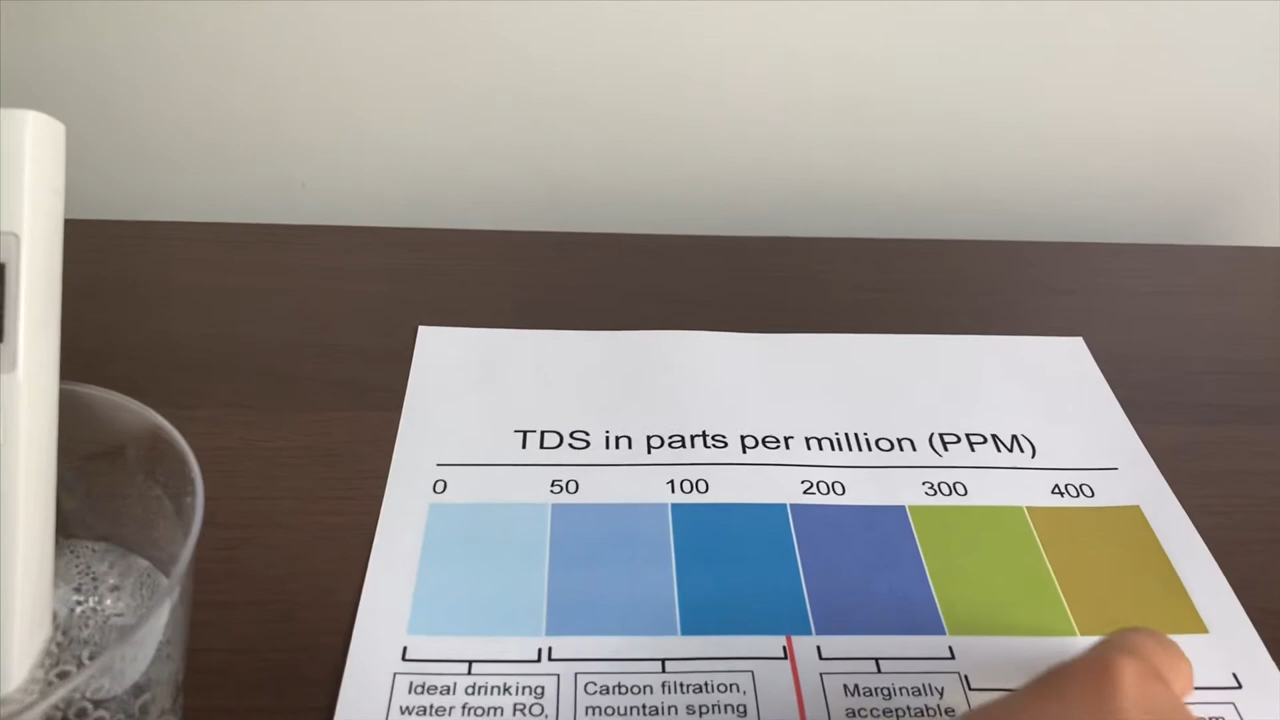 TDS in parts per million (PPM)
0 50 100 200 300 400
Ideal drinking
water from RO,
Carbon filtration,
mountain spring
Marginally
acceptable